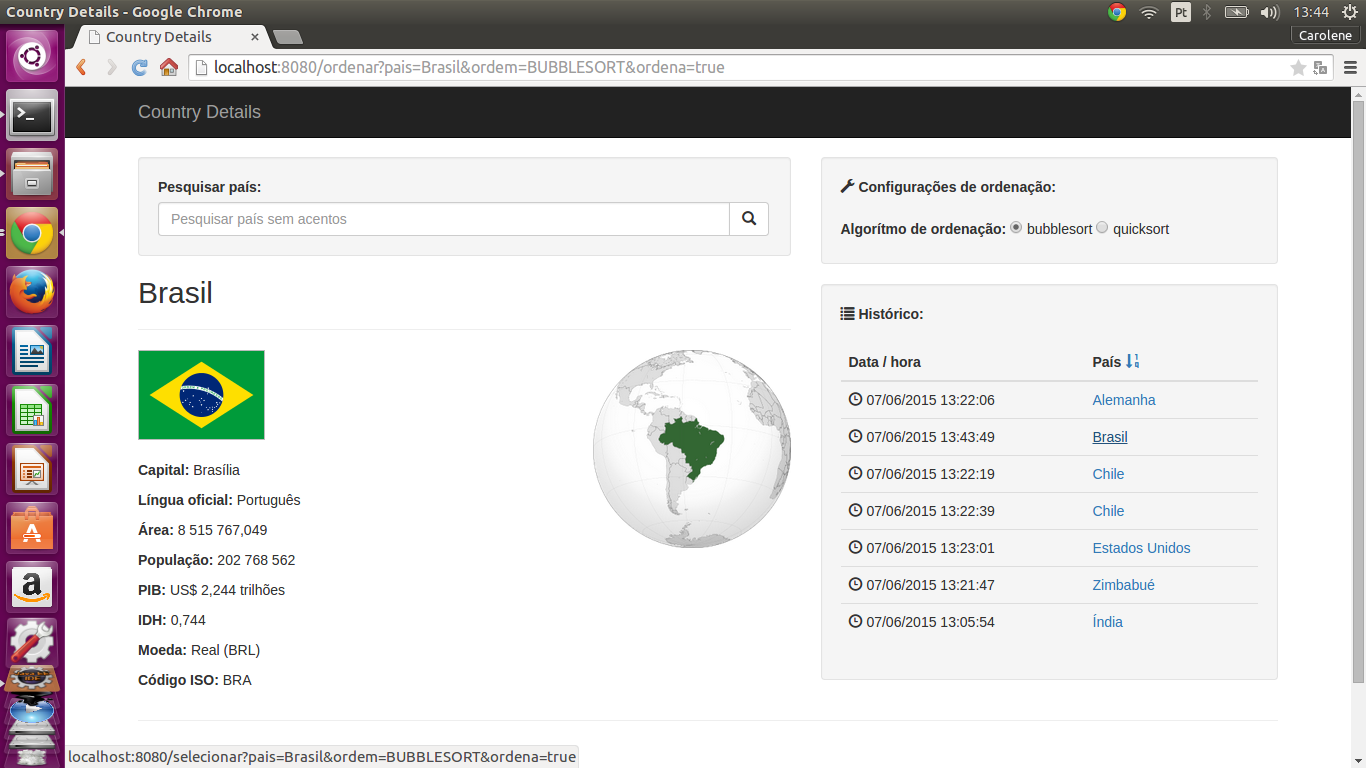 Country Details - Google Chrome
Pt
13:44
Country Details
Carolene
localhost:8080/ordenar?pais=Brasil&ordem=BUBBLESORT&ordena=true
Country Details
Pesquisar país:
Pesquisar país sem acentos
Configurações de ordenação:
Algorítmo de ordenação: bubblesort quicksort
Brasil
Capital: Brasília
Língua oficial: Português
Área: 8 515 767,049
População: 202 768 562
PIB: US$ 2,244 trilhões
IDH: 0,744
Moeda: Real (BRL)
Código ISO: BRA
Histórico:
Data / hora País
07/06/2015 13:22:06 Alemanha
07/06/2015 13:43:49 Brasil
07/06/2015 13:22:19 Chile
07/06/2015 13:22:39 Chile
07/06/2015 13:23:01 Estados Unidos
07/06/2015 13:21:47 Zimbabué
07/06/2015 13:05:54 Índia
localhost:8080/selecionar?pais=Brasil&ordem=BUBBLESORT&ordena=true